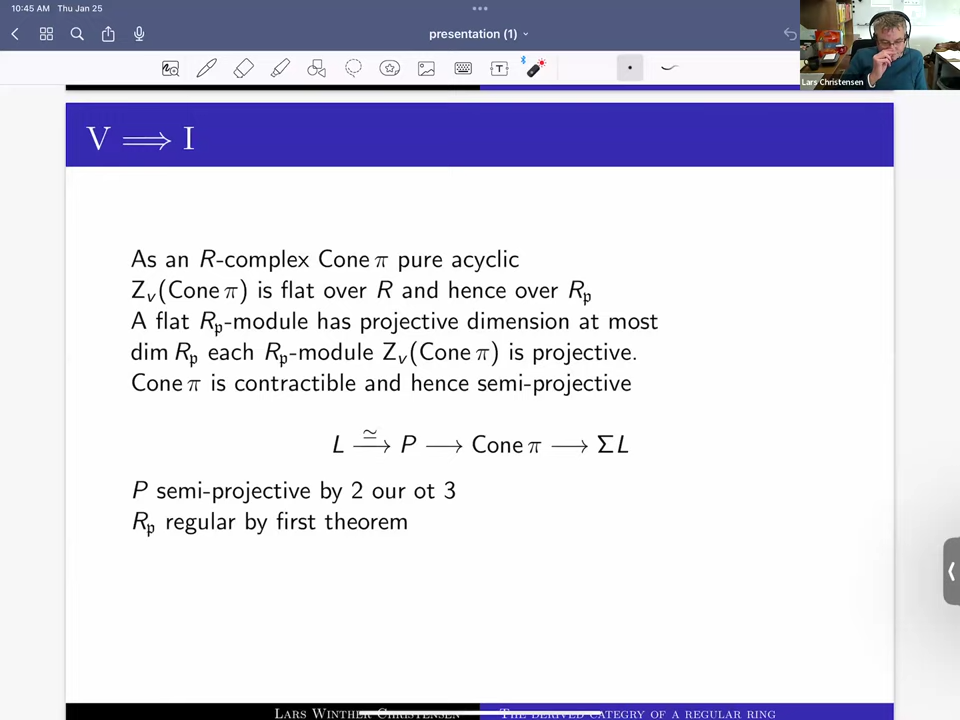 10:45 AM Thu Jan 25
presentation (1)
Lars Christensen
V ⟹ I
As an R-complex Cone π pure acyclic
Z_v(Cone π) is flat over R and hence over R_𝔭
A flat R_𝔭-module has projective dimension at most
dim R_𝔭 each R_𝔭-module Z_v(Cone π) is projective.
Cone π is contractible and hence semi-projective
L ⟶≃ P ⟶ Cone π ⟶ ΣL
P semi-projective by 2 our ot 3
R_𝔭 regular by first theorem
Lars Winther Christensen The derived categry of a regular ring